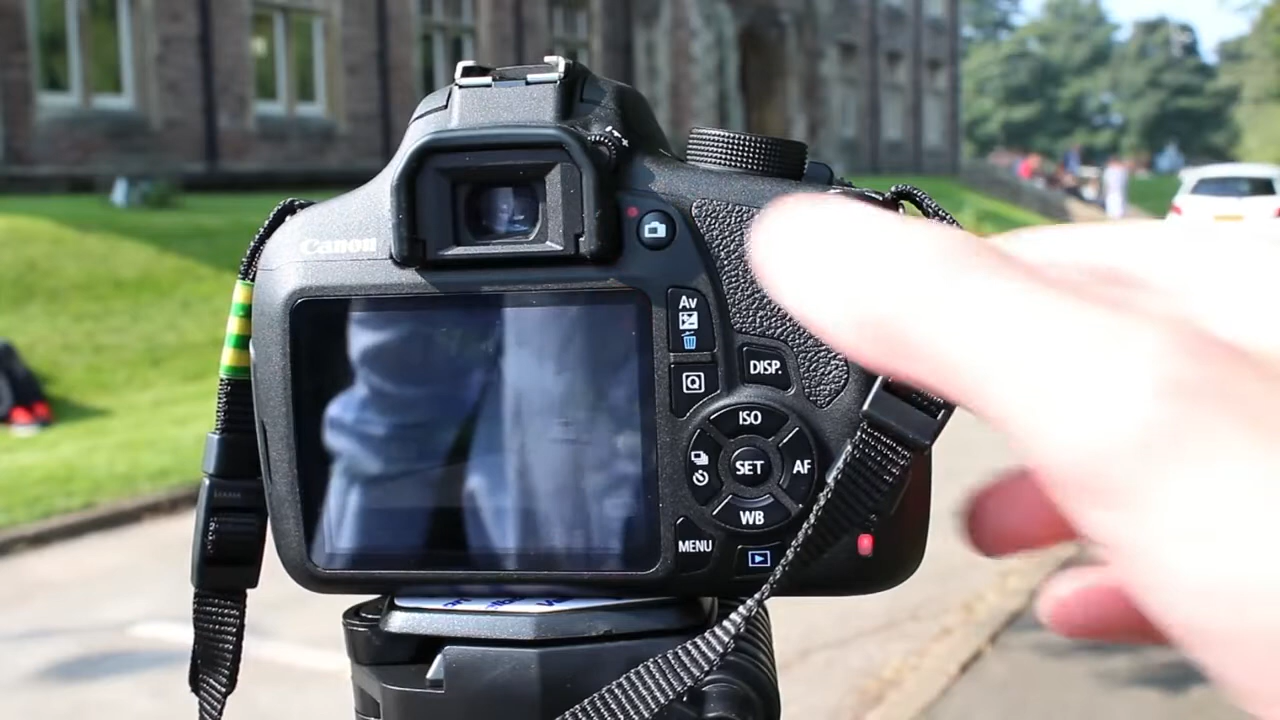 Canon
Av
Q
DISP.
ISO
SET
AF
WB
MENU